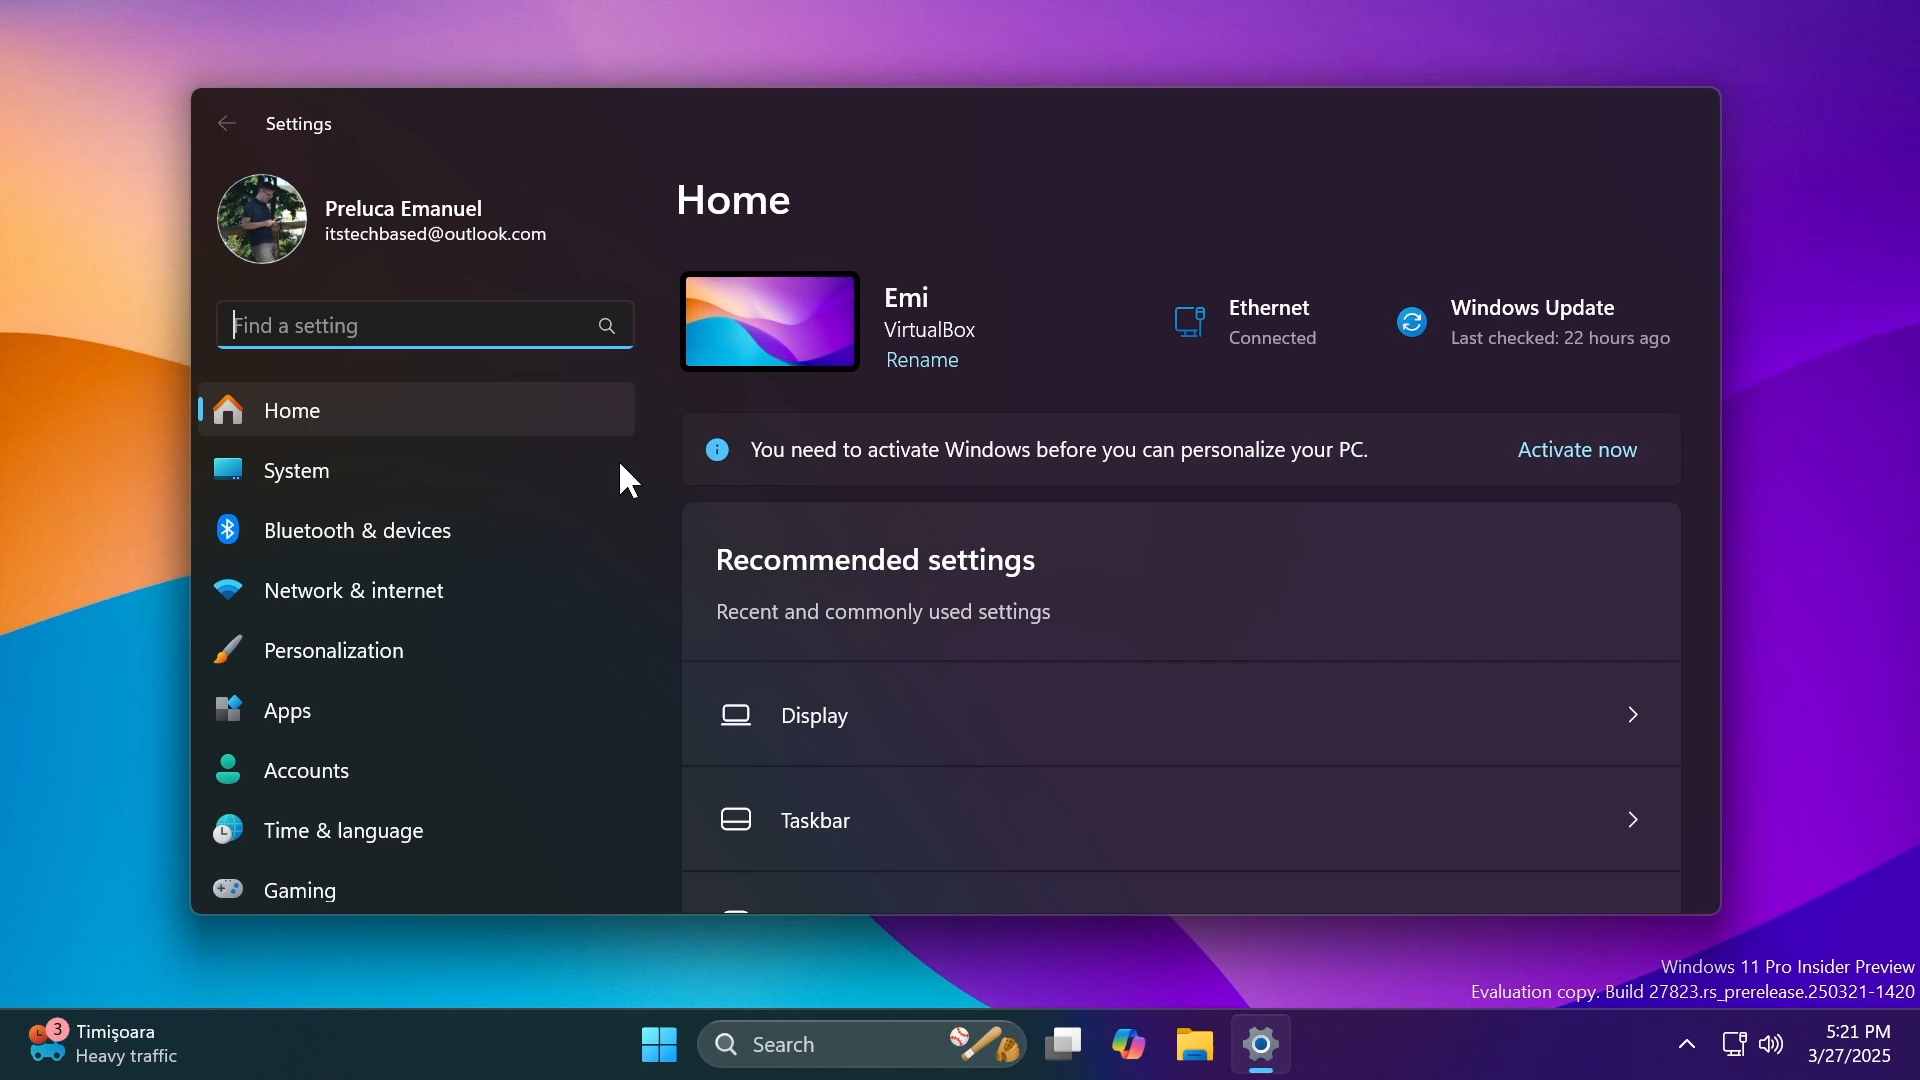 Settings
Preluca Emanuel
itstechbased@outlook.com
Find a setting
Home
System
Bluetooth & devices
Network & internet
Personalization
Apps
Accounts
Time & language
Gaming
Home
Emi
VirtualBox
Rename
Ethernet
Connected
Windows Update
Last checked: 22 hours ago
You need to activate Windows before you can personalize your PC.
Activate now
Recommended settings
Recent and commonly used settings
Display
Taskbar
Windows 11 Pro Insider Preview
Evaluation copy. Build 27823.rs_prerelease.250321-1420
3
Timişoara
Heavy traffic
Search
5:21 PM
3/27/2025